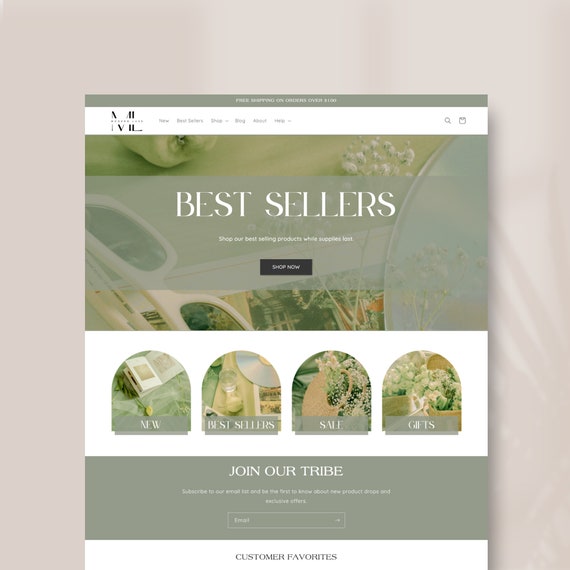 FREE SHIPPING ON ORDERS OVER $100
New Best Sellers Shop Blog About Help
BEST SELLERS
Shop our best selling products while supplies last.
SHOP NOW
NEW
BEST SELLERS
SALE
GIFTS
JOIN OUR TRIBE
Subscribe to our email list and be the first to know about new product drops and
exclusive offers.
Email
CUSTOMER FAVORITES